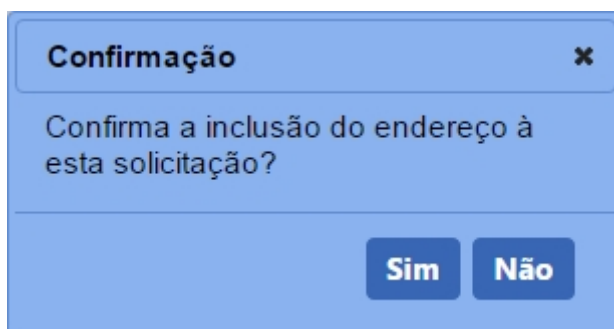 Confirmação ✖
Confirma a inclusão do endereço à
esta solicitação?
Sim Não